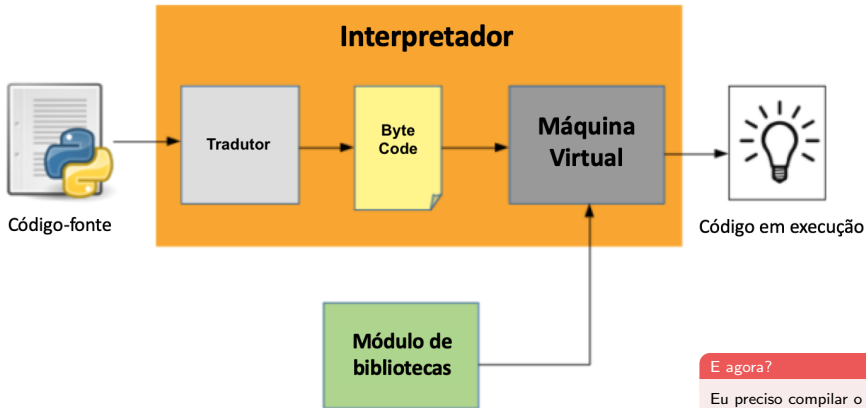 Interpretador
Tradutor
Byte
Code
Máquina
Virtual
Código-fonte
Código em execução
Módulo de
bibliotecas
E agora?
Eu preciso compilar o